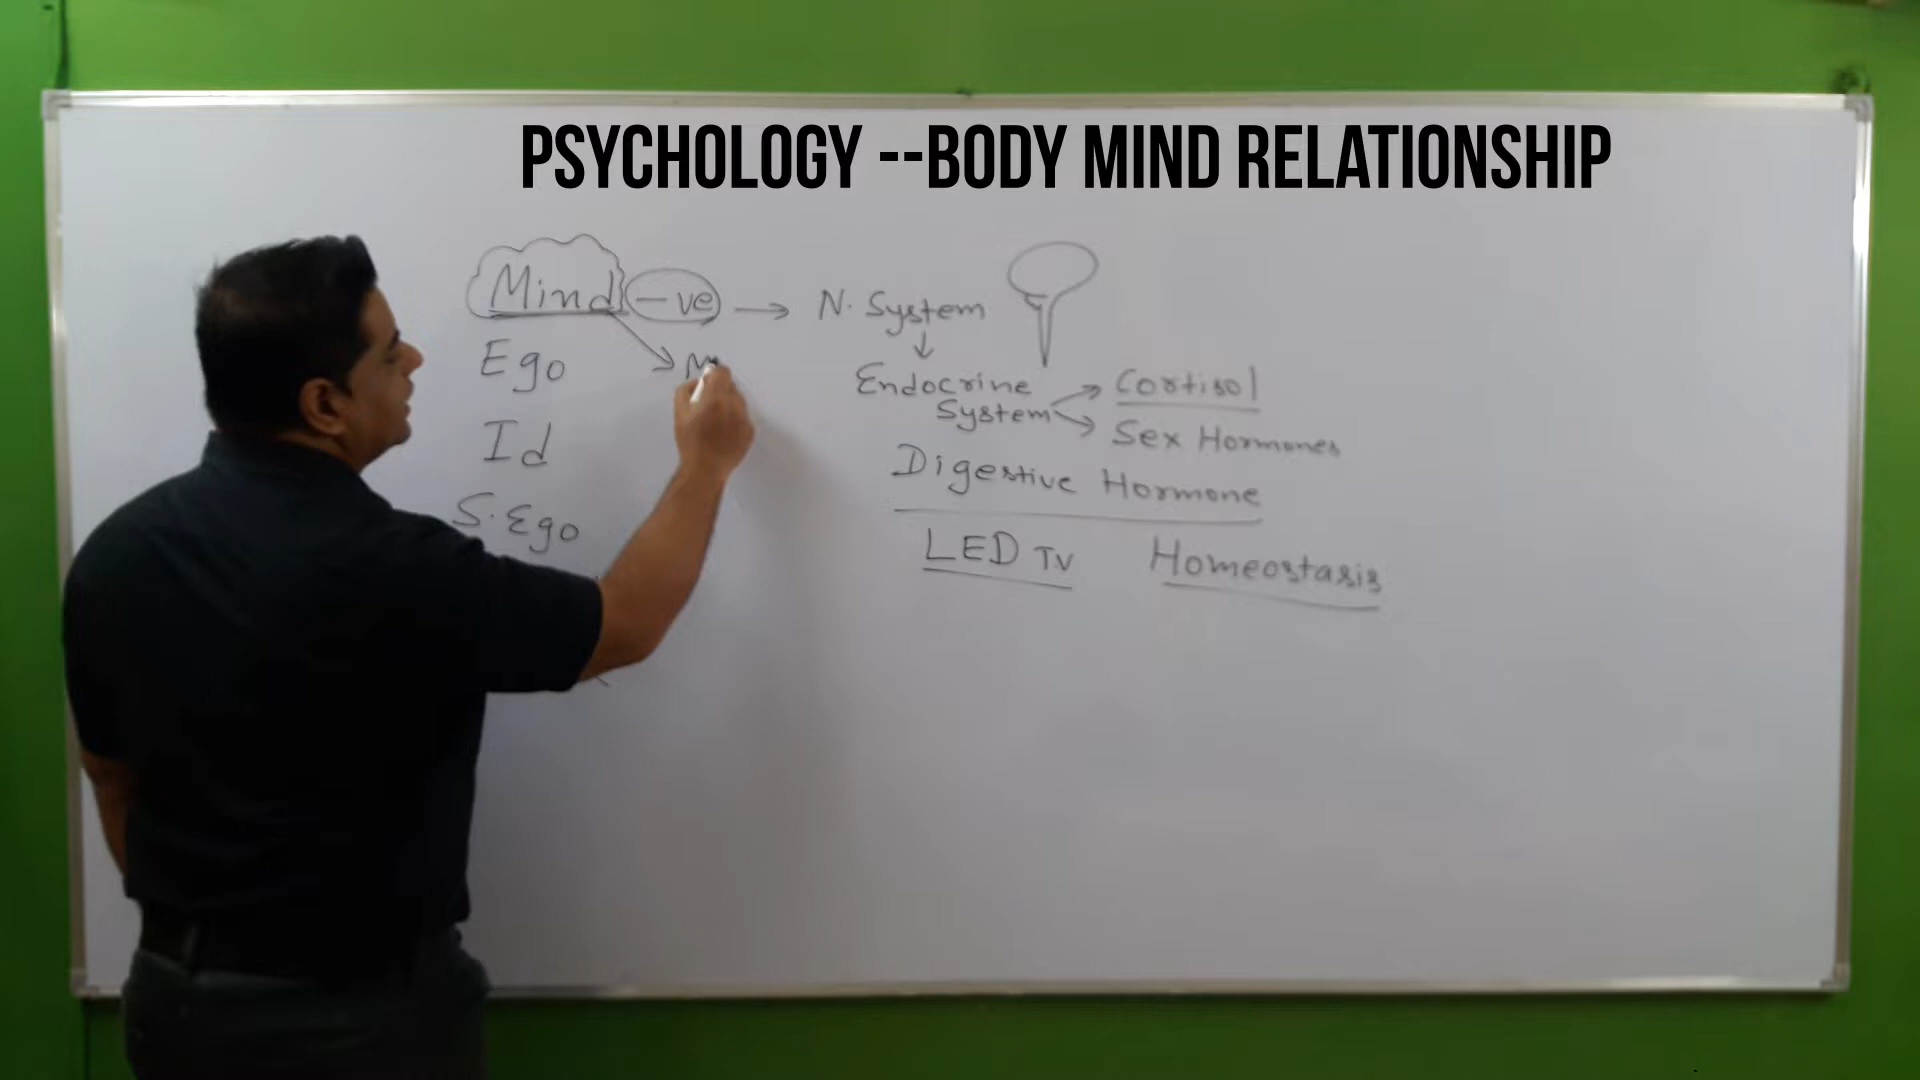 PSYCHOLOGY --BODY MIND RELATIONSHIP
Mind -ve → N. System
↓
Ego
Id
S. Ego
Endocrine → Cortisol
System → Sex Hormones
Digestive Hormone
LED TV Homeostasis